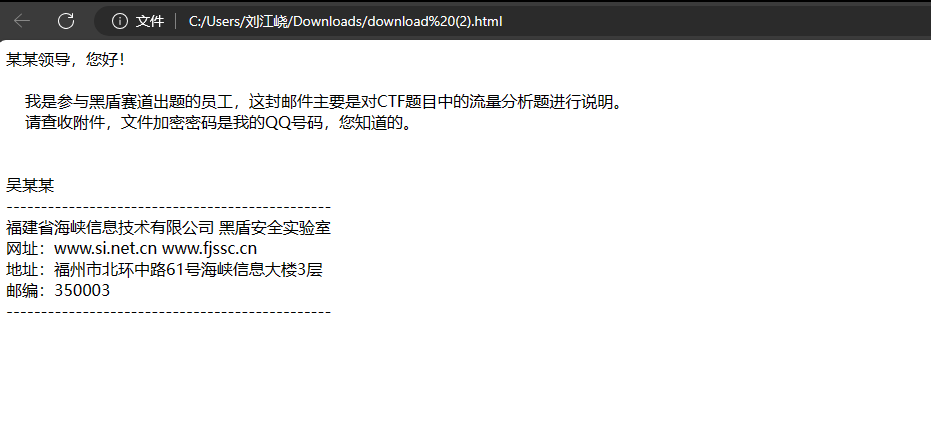 文件 C:/Users/刘江峣/Downloads/download%20(2).html
某某领导，您好！
我是参与黑盾赛道出题的员工，这封邮件主要是对CTF题目中的流量分析题进行说明。
请查收附件，文件加密密码是我的QQ号码，您知道的。
吴某某
-----------------------------------------------
福建省海峡信息技术有限公司 黑盾安全实验室
网址：www.si.net.cn www.fjssc.cn
地址：福州市北环中路61号海峡信息大楼3层
邮编：350003
-----------------------------------------------